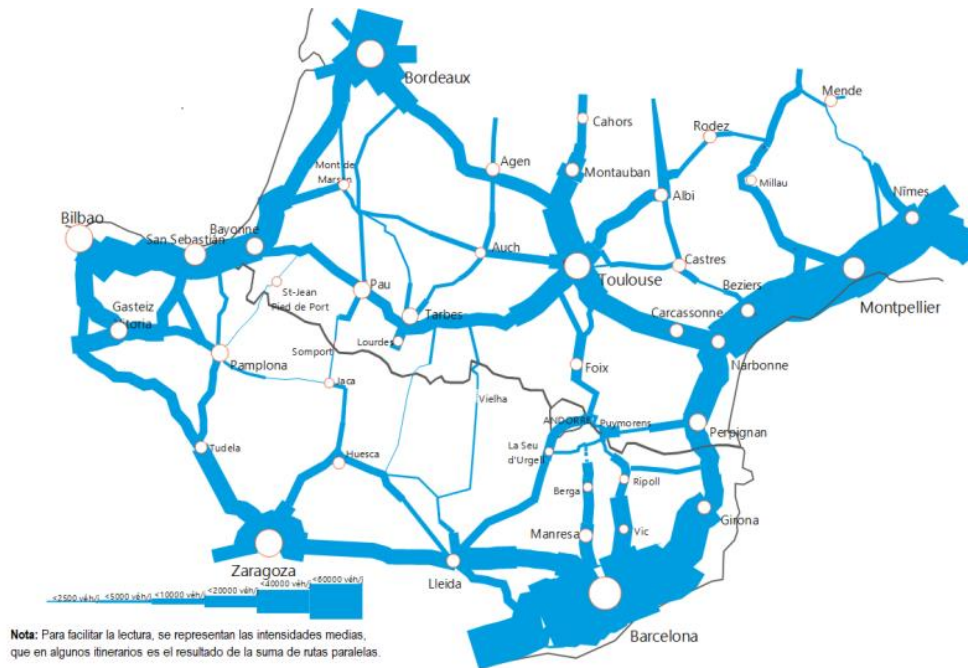 Bordeaux
Mende
Cahors
Rodez
Agen
Montauban
Mont de
Marsan
Millau
Albi
Nîmes
Bilbao
Bayonne
San Sebastián
Auch
Castres
Toulouse
Pau
St-Jean
Pied de Port
Beziers
Montpellier
Gasteiz
Vitoria
Tarbes
Carcassonne
Lourdes
Narbonne
Somport
Pamplona
Foix
Jaca
Vielha
ANDORRE
Puymorens
Perpignan
La Seu
d'Urgell
Tudela
Huesca
Ripoll
Berga
Girona
Manresa
Vic
Zaragoza
Lleida
Barcelona
<2500 véh/j
<5000 véh/j
<10000 véh/j
<20000 véh/j
<40000 véh/j
<60000 véh/j
Nota: Para facilitar la lectura, se representan las intensidades medias,
que en algunos itinerarios es el resultado de la suma de rutas paralelas.